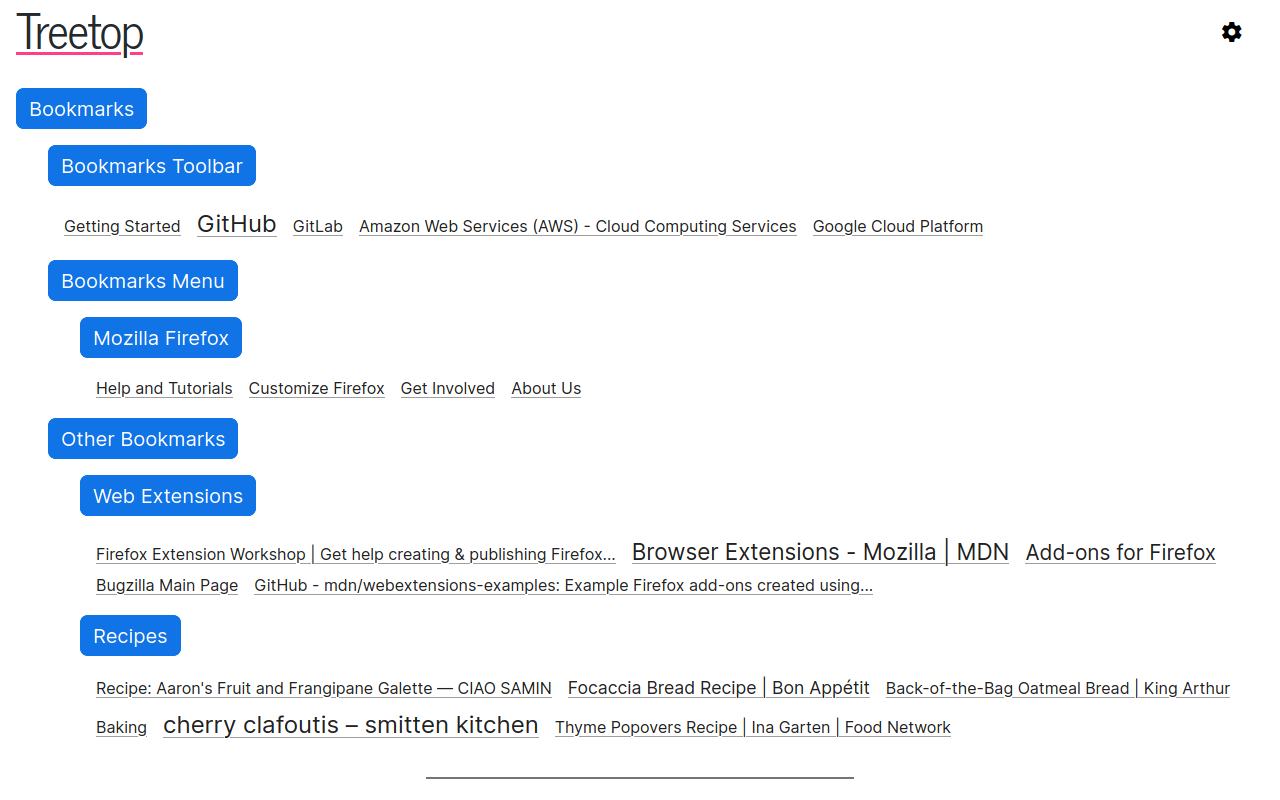 Treetop
Bookmarks
Bookmarks Toolbar
Getting Started GitHub GitLab Amazon Web Services (AWS) - Cloud Computing Services Google Cloud Platform
Bookmarks Menu
Mozilla Firefox
Help and Tutorials Customize Firefox Get Involved About Us
Other Bookmarks
Web Extensions
Firefox Extension Workshop | Get help creating & publishing Firefox... Browser Extensions - Mozilla | MDN Add-ons for Firefox
Bugzilla Main Page GitHub - mdn/webextensions-examples: Example Firefox add-ons created using...
Recipes
Recipe: Aaron's Fruit and Frangipane Galette — CIAO SAMIN Focaccia Bread Recipe | Bon Appétit Back-of-the-Bag Oatmeal Bread | King Arthur
Baking cherry clafoutis – smitten kitchen Thyme Popovers Recipe | Ina Garten | Food Network